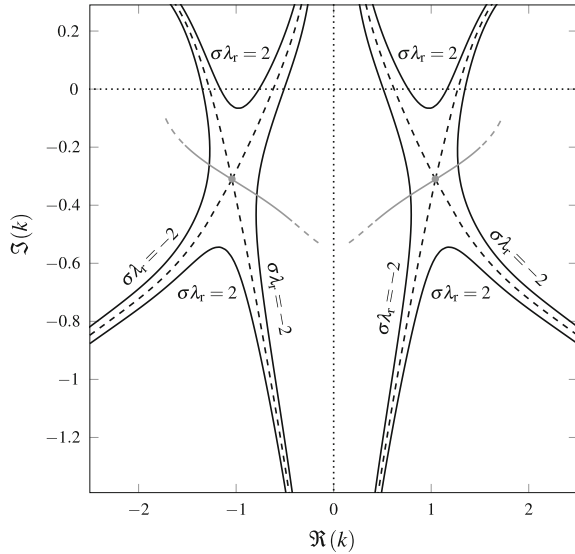 0.2
0
−0.2
−0.4
−0.6
−0.8
−1
−1.2
ℑ(k)
σλr = 2
σλr = 2
σλr = −2
σλr = −2
σλr = −2
σλr = −2
σλr = 2
σλr = 2
−2
−1
0
1
2
ℜ(k)